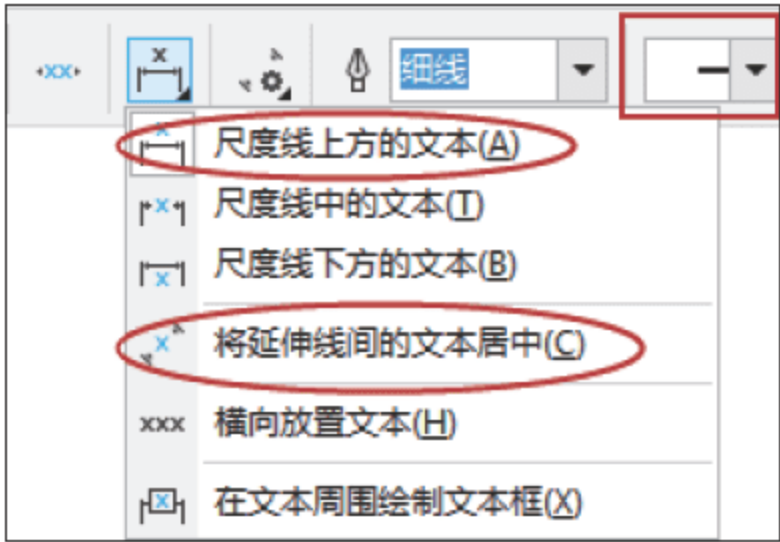 细线
尺度线上方的文本(A)
尺度线中的文本(T)
尺度线下方的文本(B)
将延伸线间的文本居中(C)
xxx 横向放置文本(H)
在文本周围绘制文本框(X)